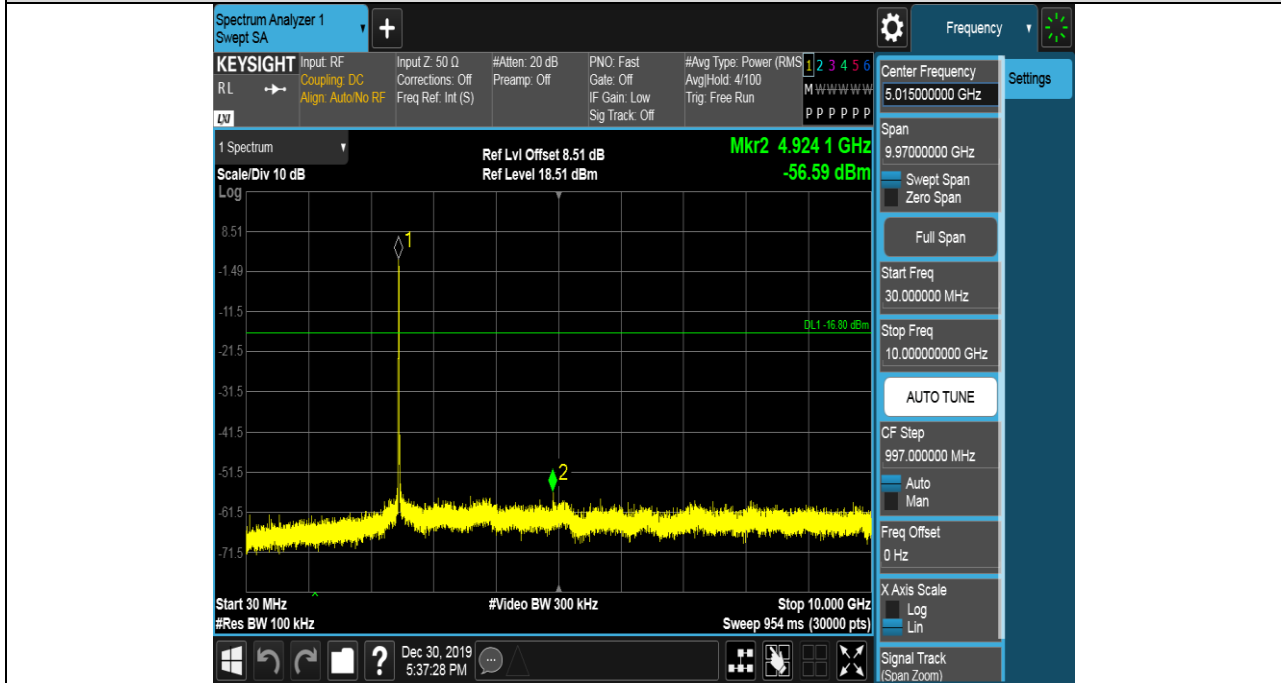 Spectrum Analyzer 1
Swept SA
+
Frequency
KEYSIGHT
RL
LXI
Input: RF
Coupling: DC
Align: Auto/No RF
Input Z: 50 Ω
Corrections: Off
Freq Ref: Int (S)
#Atten: 20 dB
Preamp: Off
PNO: Fast
Gate: Off
IF Gain: Low
Sig Track: Off
#Avg Type: Power (RMS
Avg|Hold: 4/100
Trig: Free Run
1 2 3 4 5 6
M W W W W W
P P P P P P
1 Spectrum
Scale/Div 10 dB
Log
Ref Lvl Offset 8.51 dB
Ref Level 18.51 dBm
Mkr2 4.924 1 GHz
-56.59 dBm
8.51
-1.49
-11.5
-21.5
-31.5
-41.5
-51.5
-61.5
-71.5
1
DL1 -16.80 dBm
2
Start 30 MHz
#Res BW 100 kHz
#Video BW 300 kHz
Stop 10.000 GHz
Sweep 954 ms (30000 pts)
?
Dec 30, 2019
5:37:28 PM
Center Frequency
5.015000000 GHz
Settings
Span
9.97000000 GHz
Swept Span
Zero Span
Full Span
Start Freq
30.000000 MHz
Stop Freq
10.000000000 GHz
AUTO TUNE
CF Step
997.000000 MHz
Auto
Man
Freq Offset
0 Hz
X Axis Scale
Log
Lin
Signal Track
(Span Zoom)